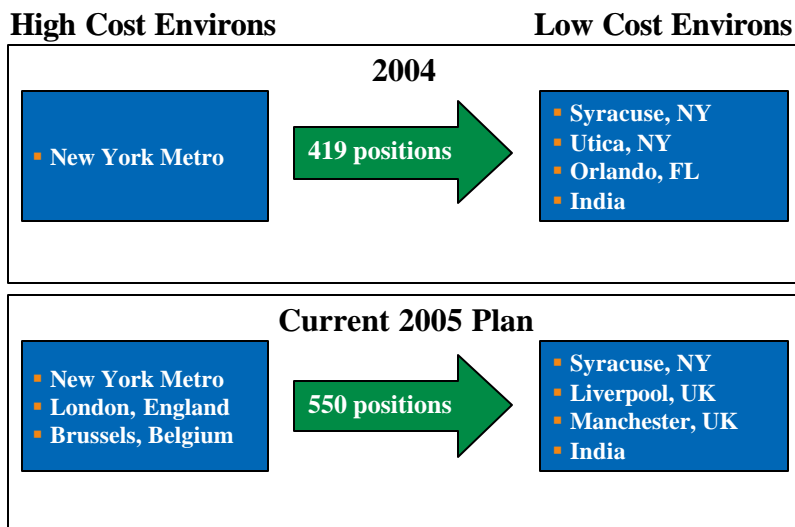 High Cost Environs
Low Cost Environs
2004
▪ New York Metro
419 positions
▪ Syracuse, NY
▪ Utica, NY
▪ Orlando, FL
▪ India
Current 2005 Plan
▪ New York Metro
▪ London, England
▪ Brussels, Belgium
550 positions
▪ Syracuse, NY
▪ Liverpool, UK
▪ Manchester, UK
▪ India